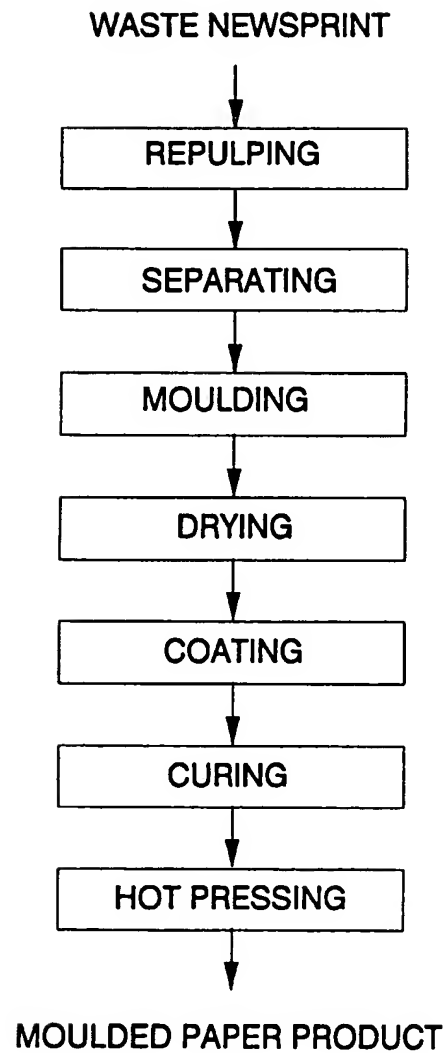 WASTE NEWSPRINT
REPULPING
SEPARATING
MOULDING
DRYING
COATING
CURING
HOT PRESSING
MOULDED PAPER PRODUCT